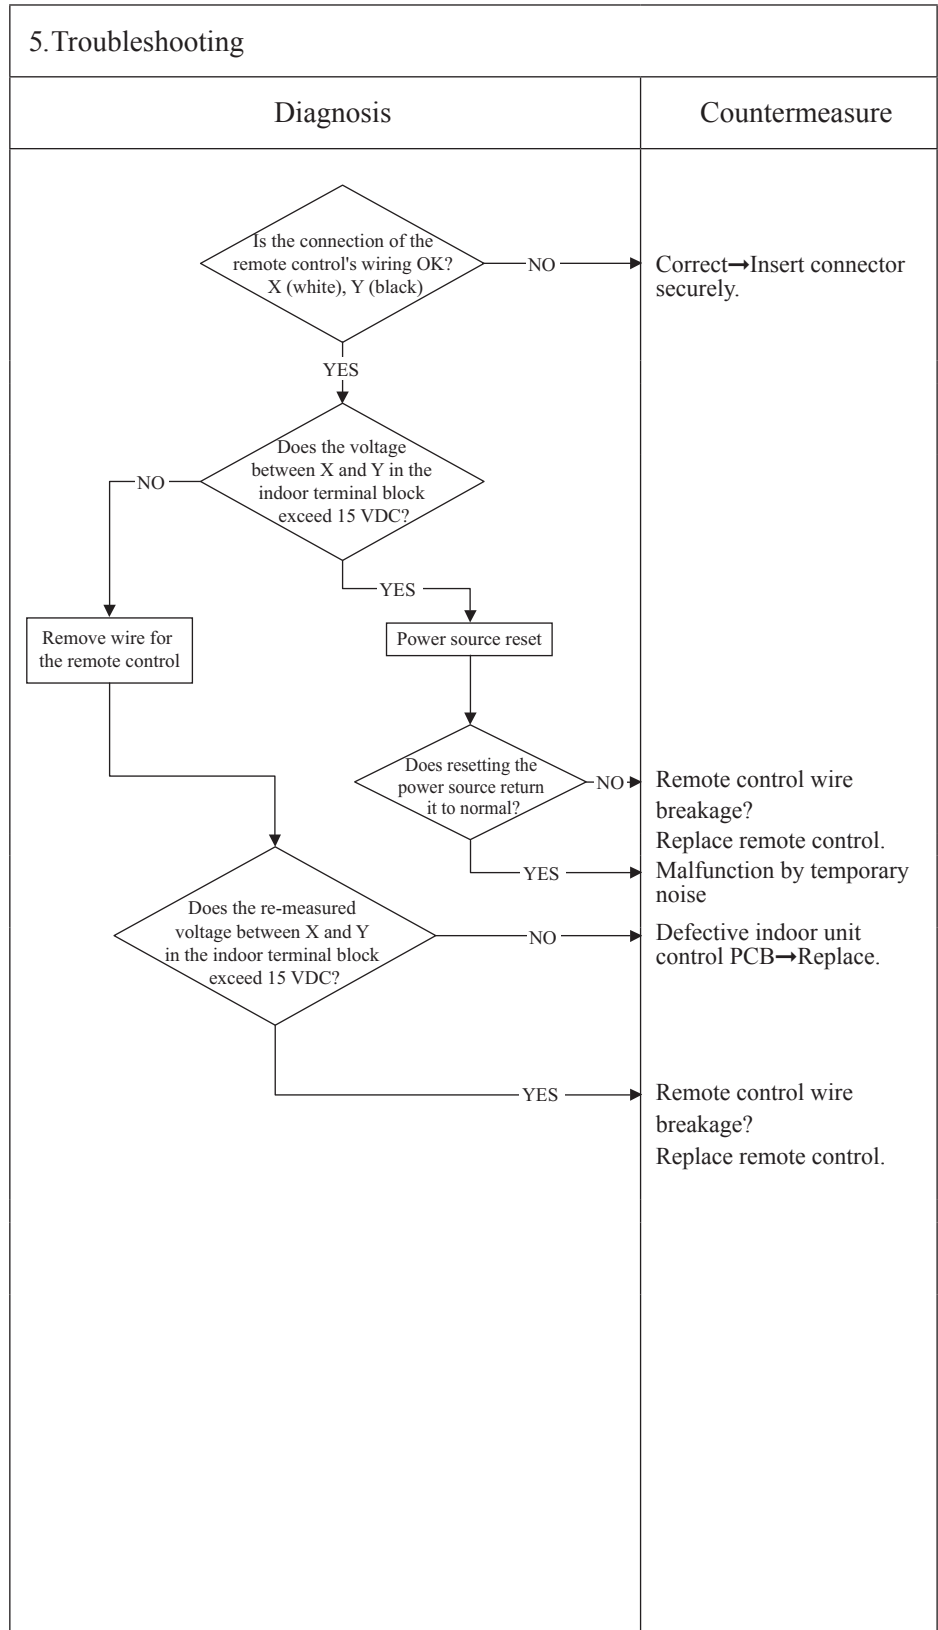 5.Troubleshooting
Diagnosis
Countermeasure
Is the connection of the
remote control's wiring OK?
X (white), Y (black)
NO
Correct→Insert connector
securely.
YES
Does the voltage
between X and Y in the
indoor terminal block
exceed 15 VDC?
NO
YES
Remove wire for
the remote control
Power source reset
Does resetting the
power source return
it to normal?
NO
Remote control wire
breakage?
Replace remote control.
YES
Malfunction by temporary
noise
Does the re-measured
voltage between X and Y
in the indoor terminal block
exceed 15 VDC?
NO
Defective indoor unit
control PCB→Replace.
YES
Remote control wire
breakage?
Replace remote control.